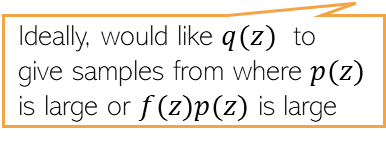 Ideally, would like q(z) to
give samples from where p(z)
is large or f(z)p(z) is large